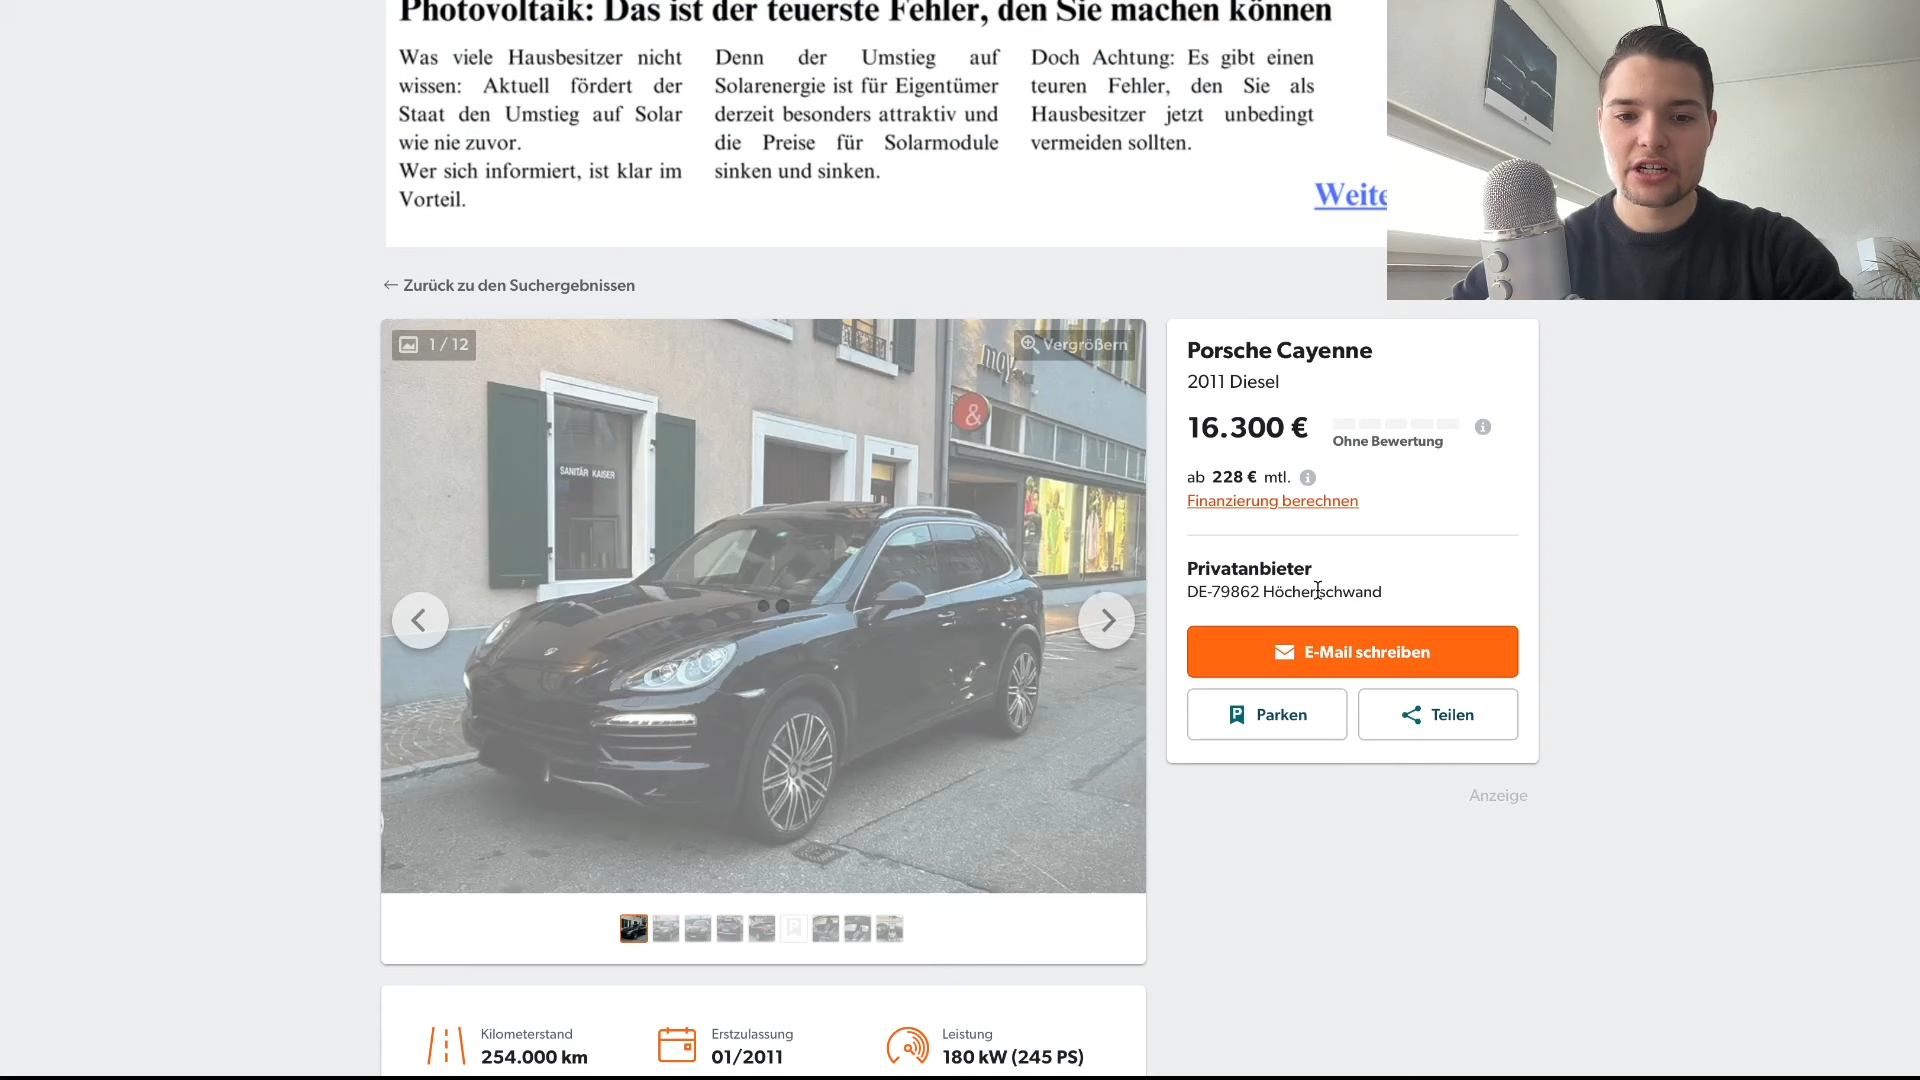 Photovoltaik: Das ist der teuerste Fehler, den Sie machen können
Was viele Hausbesitzer nicht
wissen: Aktuell fördert der
Staat den Umstieg auf Solar
wie nie zuvor.
Wer sich informiert, ist klar im
Vorteil.
Denn der Umstieg auf
Solarenergie ist für Eigentümer
derzeit besonders attraktiv und
die Preise für Solarmodule
sinken und sinken.
Doch Achtung: Es gibt einen
teuren Fehler, den Sie als
Hausbesitzer jetzt unbedingt
vermeiden sollten.
Weite
← Zurück zu den Suchergebnissen
1 / 12
Vergrößern
may
&
SANITÄR KAISER
Porsche Cayenne
2011 Diesel
16.300 €
Ohne Bewertung
ab 228 € mtl.
Finanzierung berechnen
Privatanbieter
DE-79862 Höchenschwand
E-Mail schreiben
Parken
Teilen
Anzeige
Kilometerstand
254.000 km
Erstzulassung
01/2011
Leistung
180 kW (245 PS)